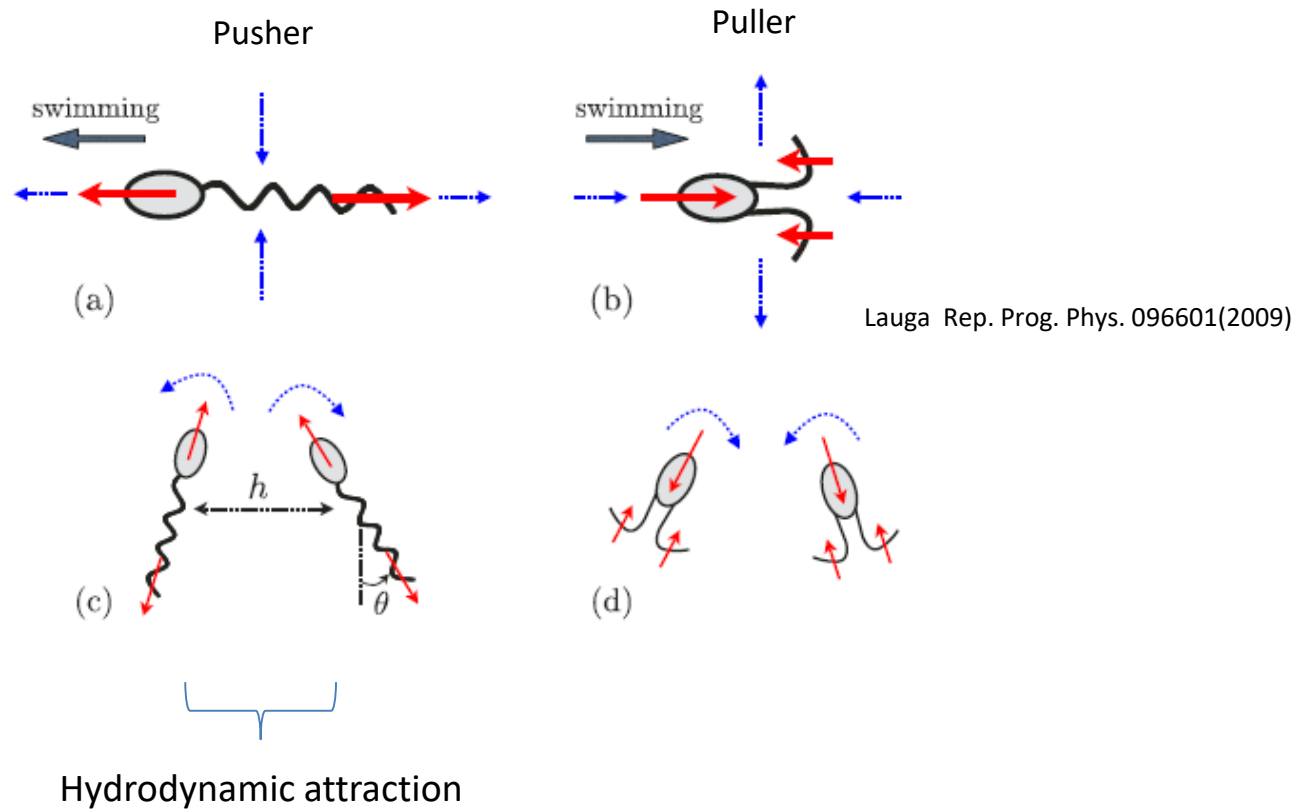 Pusher
Puller
swimming
swimming
(a)
(b)
Lauga Rep. Prog. Phys. 096601(2009)
h
θ
(c)
(d)
Hydrodynamic attraction